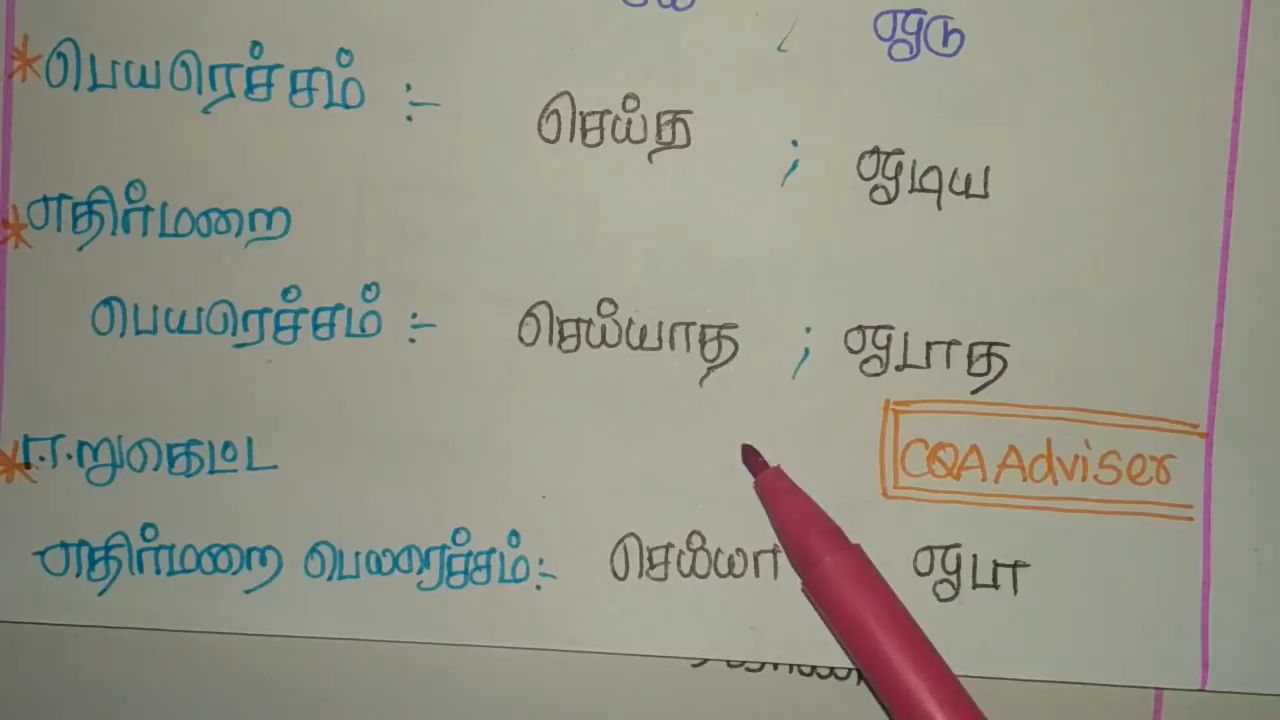 ஓடு
* பெயரெச்சம் :- செய்த ; ஓடிய
* எதிர்மறை
பெயரெச்சம் :- செய்யாத ; ஓடாத
* ஈறுகெட்ட
CQA Adviser
எதிர்மறை பெயரைச்சம்:- செய்யா ஓடா